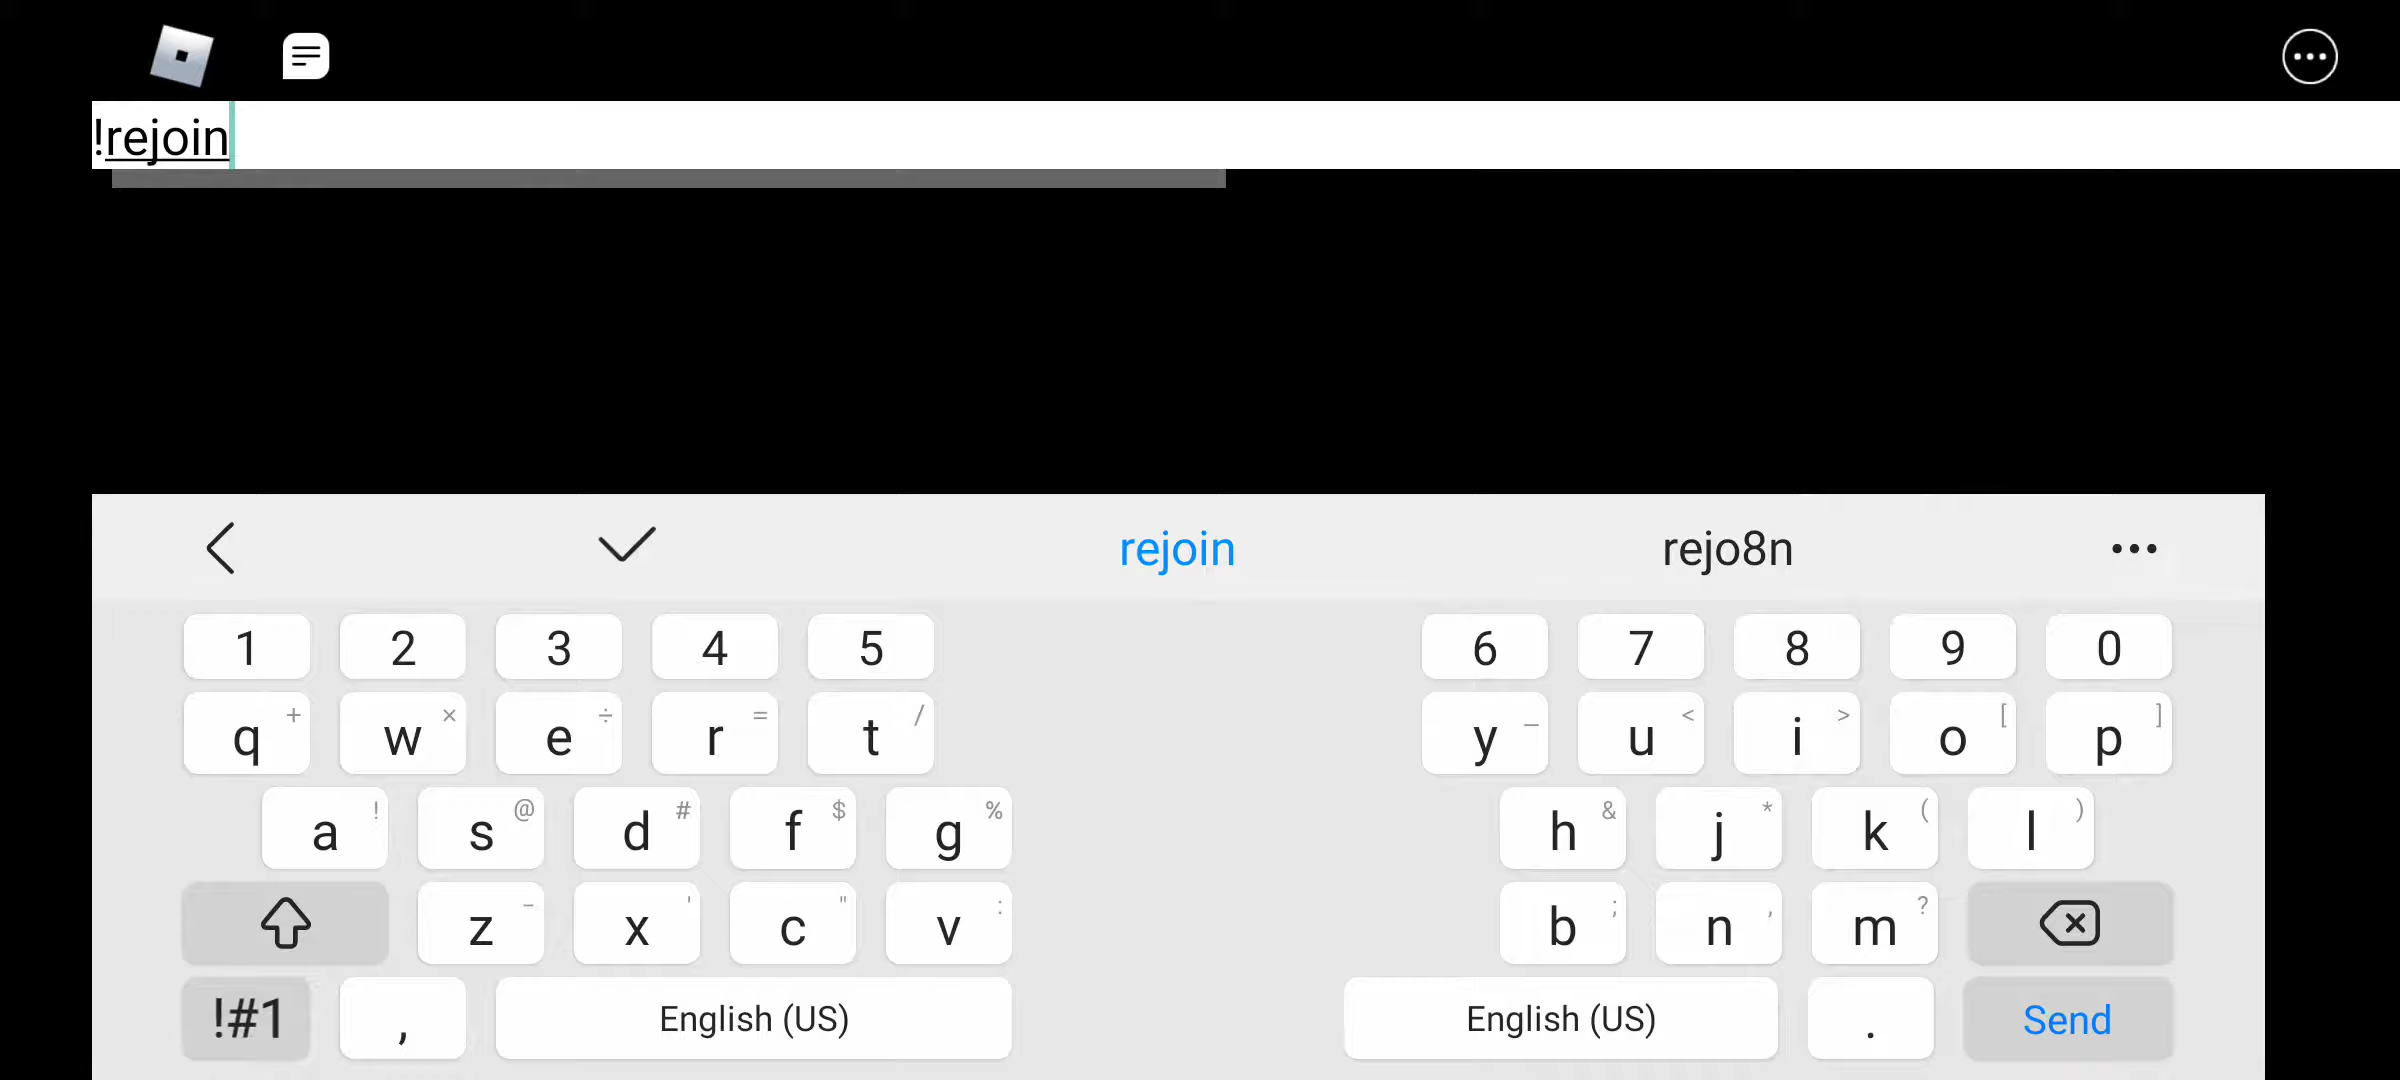 !rejoin
rejoin rejo8n
1 2 3 4 5 6 7 8 9 0
q + w × e ÷ r = t / y _ u < i > o [ p ]
a ! s @ d # f $ g % h & j * k ( l )
z - x ' c " v : b ; n , m ?
!#1 , English (US) English (US) . Send